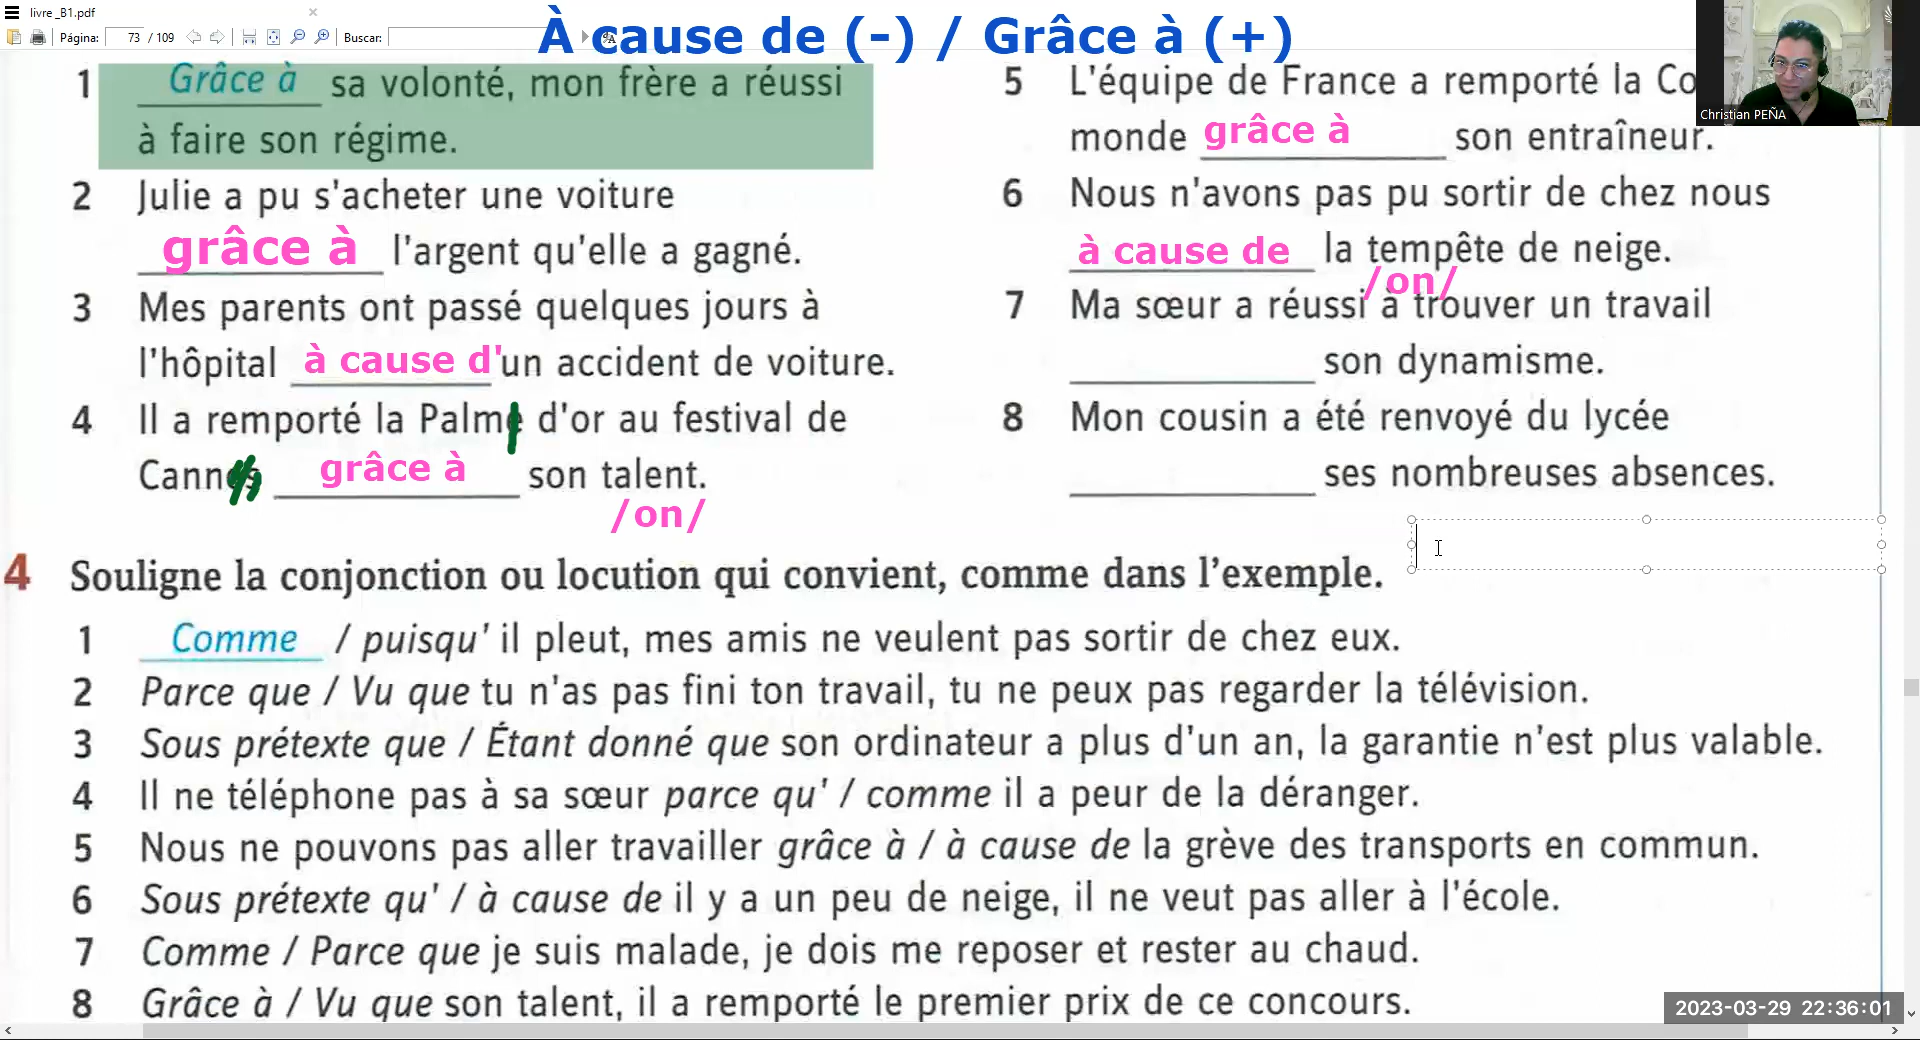 livre_B1.pdf
Página: 73 / 109 Buscar:
À cause de (-) / Grâce à (+)
Christian PEÑA
1 Grâce à sa volonté, mon frère a réussi
à faire son régime.
2 Julie a pu s'acheter une voiture
grâce à l'argent qu'elle a gagné.
3 Mes parents ont passé quelques jours à
l'hôpital à cause d'un accident de voiture.
4 Il a remporté la Palme d'or au festival de
Cannes grâce à son talent.
/on/
5 L'équipe de France a remporté la Co
monde grâce à son entraîneur.
6 Nous n'avons pas pu sortir de chez nous
à cause de la tempête de neige.
/on/
7 Ma sœur a réussi à trouver un travail
son dynamisme.
8 Mon cousin a été renvoyé du lycée
ses nombreuses absences.
4 Souligne la conjonction ou locution qui convient, comme dans l'exemple.
1 Comme / puisqu' il pleut, mes amis ne veulent pas sortir de chez eux.
2 Parce que / Vu que tu n'as pas fini ton travail, tu ne peux pas regarder la télévision.
3 Sous prétexte que / Étant donné que son ordinateur a plus d'un an, la garantie n'est plus valable.
4 Il ne téléphone pas à sa sœur parce qu' / comme il a peur de la déranger.
5 Nous ne pouvons pas aller travailler grâce à / à cause de la grève des transports en commun.
6 Sous prétexte qu' / à cause de il y a un peu de neige, il ne veut pas aller à l'école.
7 Comme / Parce que je suis malade, je dois me reposer et rester au chaud.
8 Grâce à / Vu que son talent, il a remporté le premier prix de ce concours.
2023-03-29 22:36:01